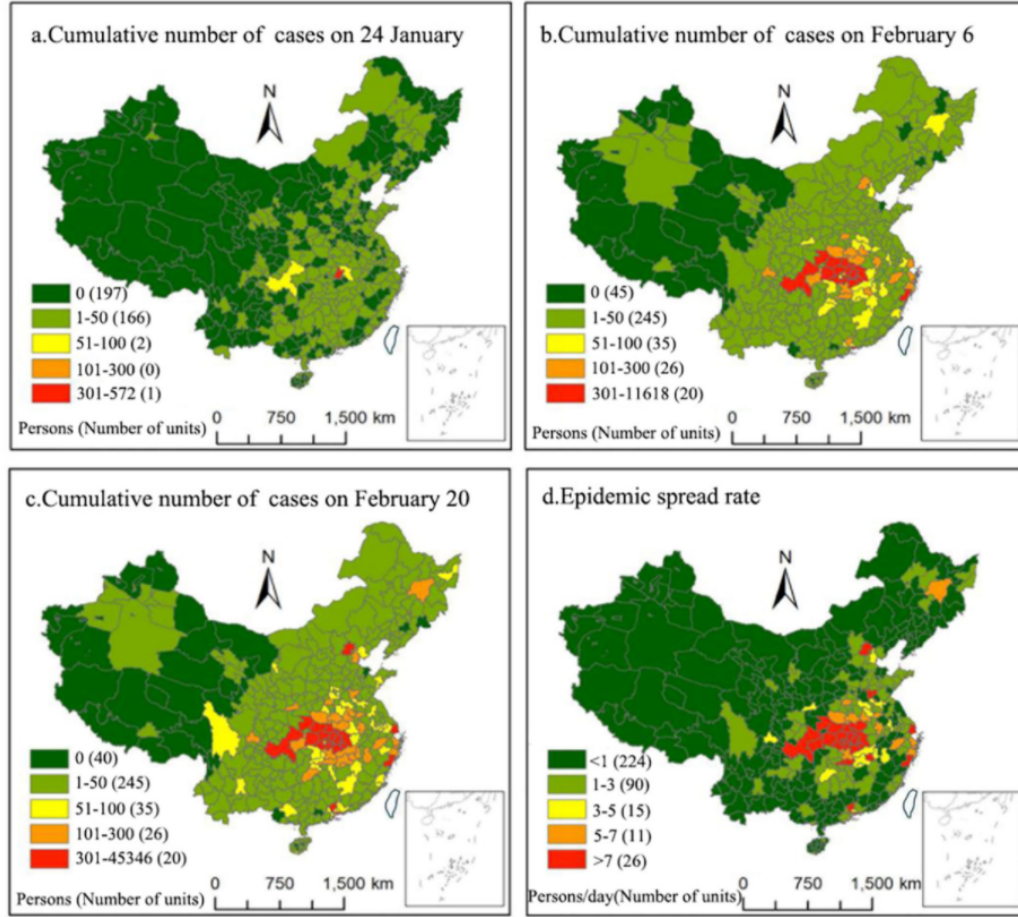 a.Cumulative number of cases on 24 January
N
0 (197)
1-50 (166)
51-100 (2)
101-300 (0)
301-572 (1)
Persons (Number of units)
0 750 1,500 km
b.Cumulative number of cases on February 6
N
0 (45)
1-50 (245)
51-100 (35)
101-300 (26)
301-11618 (20)
Persons (Number of units)
0 750 1,500 km
c.Cumulative number of cases on February 20
N
0 (40)
1-50 (245)
51-100 (35)
101-300 (26)
301-45346 (20)
Persons (Number of units)
0 750 1,500 km
d.Epidemic spread rate
N
<1 (224)
1-3 (90)
3-5 (15)
5-7 (11)
>7 (26)
Persons/day(Number of units)
0 750 1,500 km